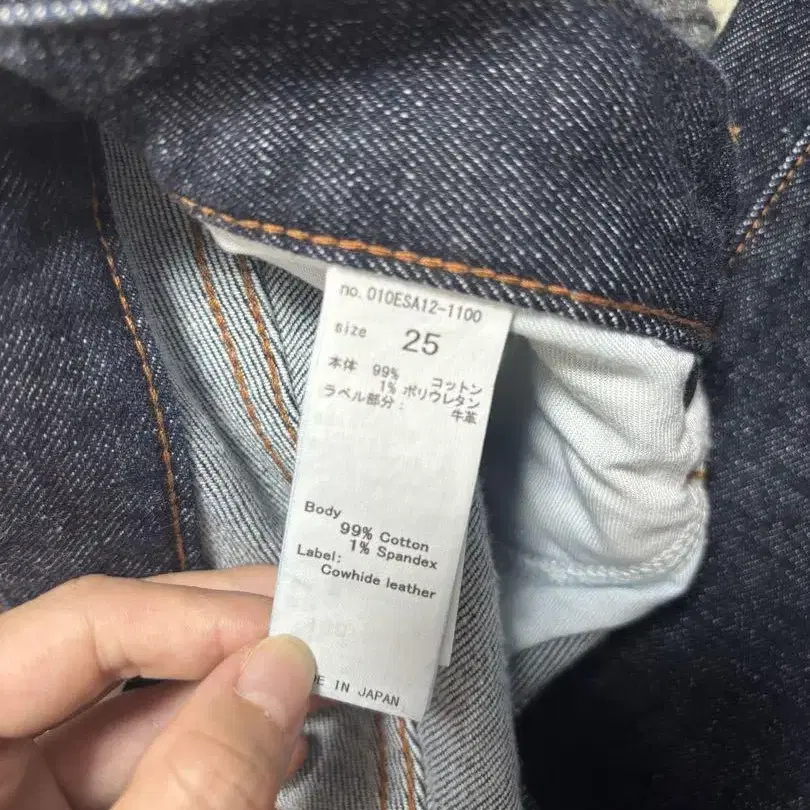 no. 010ESA12-1100
size 25
本体 99% コットン
1% ポリウレタン
ラベル部分: 牛革
Body
99% Cotton
1% Spandex
Label:
Cowhide leather
IN JAPAN